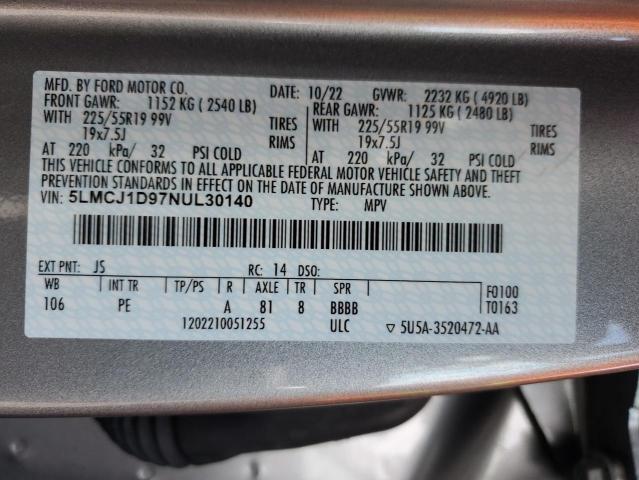 MFD. BY FORD MOTOR CO.
DATE: 10/22 GVWR: 2232 KG ( 4920 LB)
FRONT GAWR: 1152 KG ( 2540 LB)
REAR GAWR: 1125 KG ( 2480 LB)
WITH 225/55R19 99V TIRES
WITH 225/55R19 99V TIRES
19x7.5J RIMS
19x7.5J RIMS
AT 220 kPa/ 32 PSI COLD
AT 220 kPa/ 32 PSI COLD
THIS VEHICLE CONFORMS TO ALL APPLICABLE FEDERAL MOTOR VEHICLE SAFETY AND THEFT
PREVENTION STANDARDS IN EFFECT ON THE DATE OF MANUFACTURE SHOWN ABOVE.
VIN: 5LMCJ1D97NUL30140 TYPE: MPV
EXT PNT: JS RC: 14 DSO:
WB INT TR TP/PS R AXLE TR SPR F0100
106 PE A 81 8 BBBB T0163
1202210051255 ULC ▽ 5U5A-3520472-AA